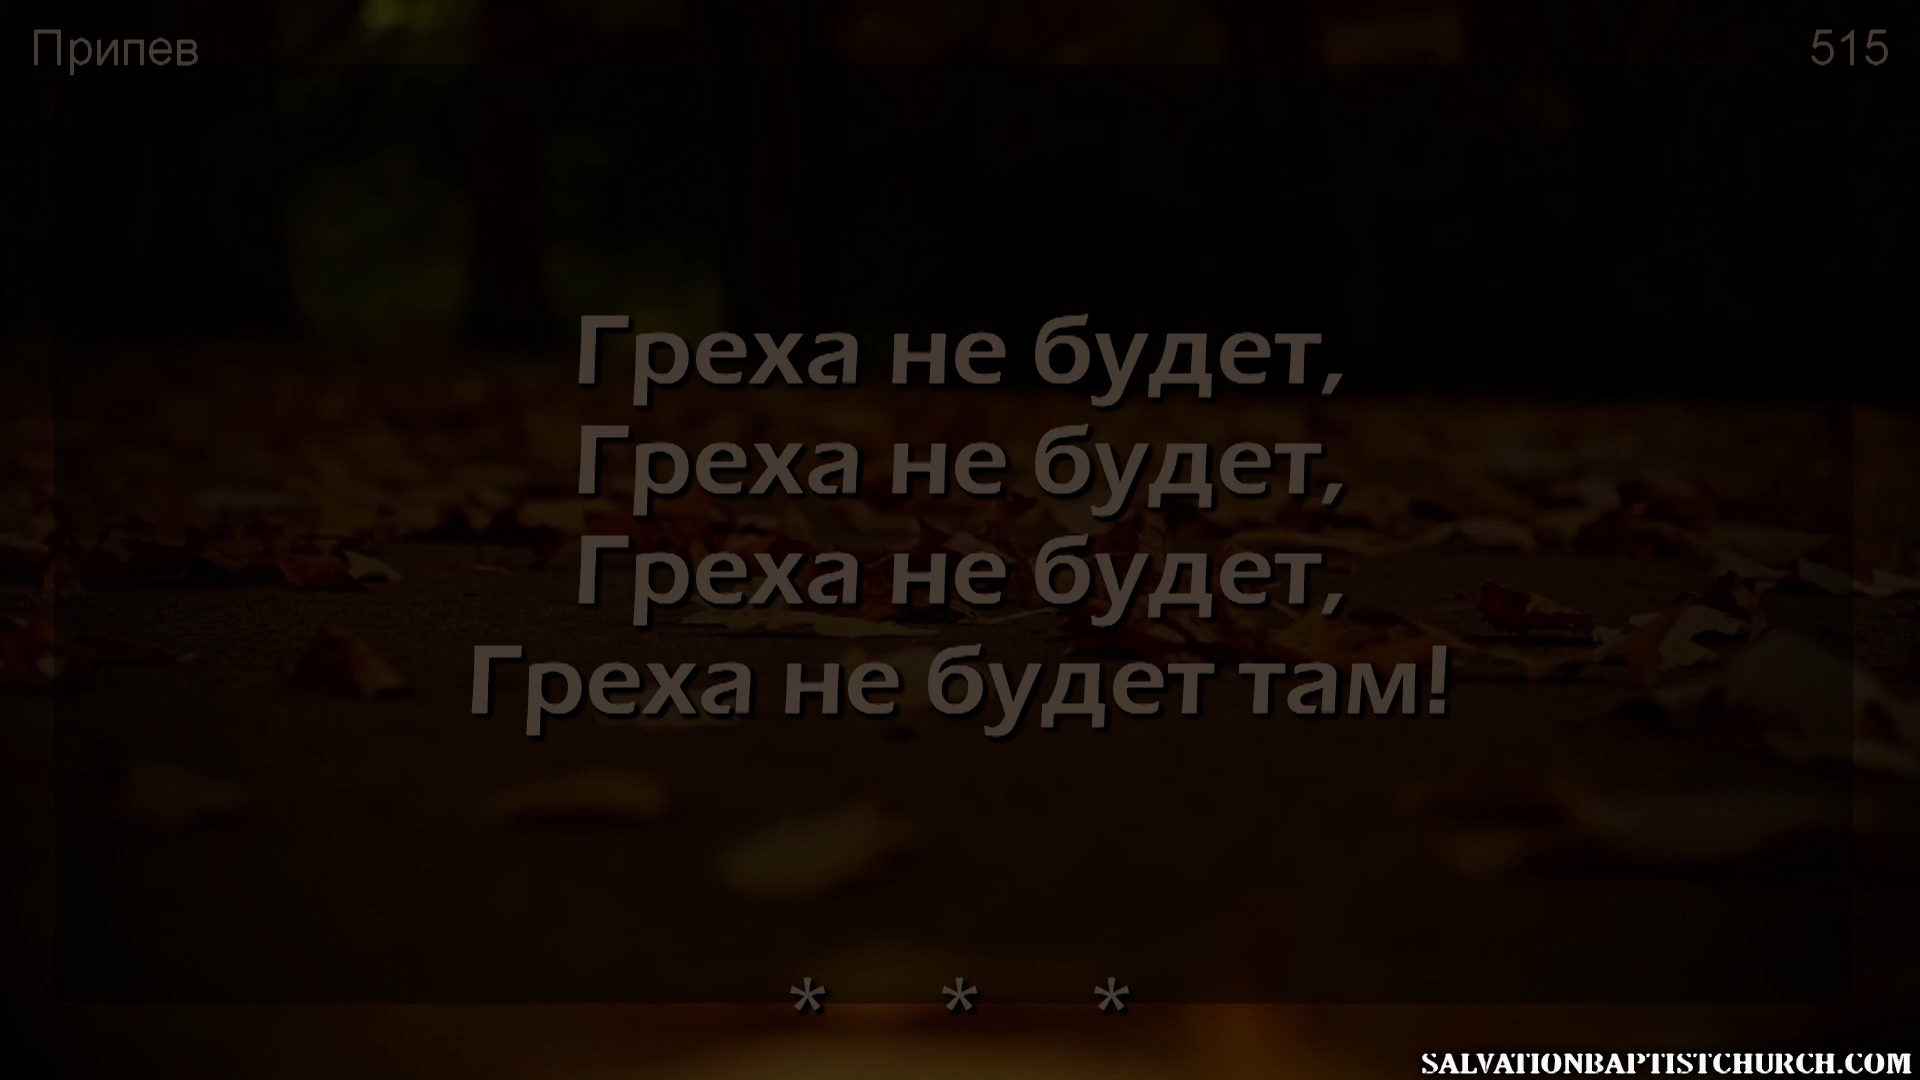 Припев
515
Греха не будет,
Греха не будет,
Греха не будет,
Греха не будет там!
* * *
SALVATIONBAPTISTCHURCH.COM